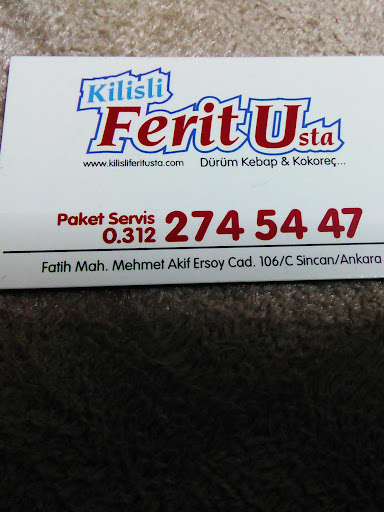 Kilisli
Ferit Usta
www.kilisliferitusta.com Dürüm Kebap & Kokoreç...
Paket Servis
0.312 274 54 47
Fatih Mah. Mehmet Akif Ersoy Cad. 106/C Sincan/Ankara